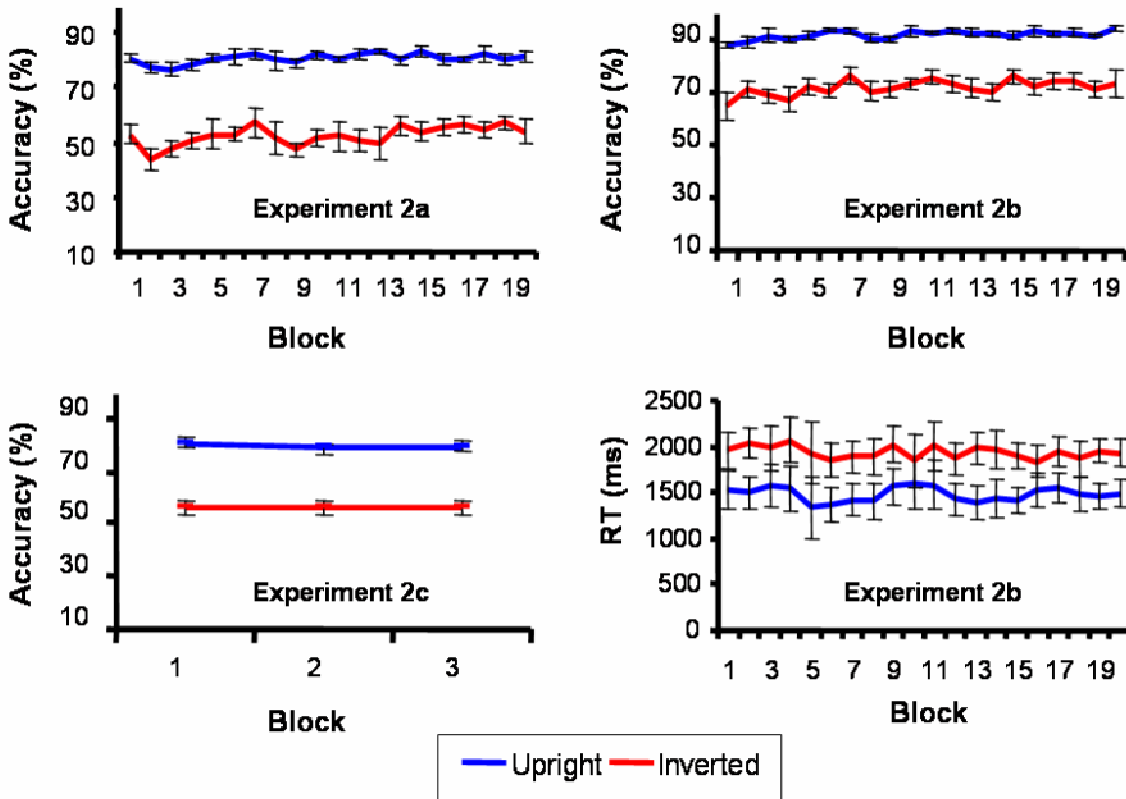 Accuracy (%)
90
70
50
30
10
Experiment 2a
1 3 5 7 9 11 13 15 17 19
Block
Accuracy (%)
90
70
50
30
10
Experiment 2b
1 3 5 7 9 11 13 15 17 19
Block
Accuracy (%)
90
70
50
30
10
Experiment 2c
1 2 3
Block
RT (ms)
2500
2000
1500
1000
500
0
Experiment 2b
1 3 5 7 9 11 13 15 17 19
Block
Upright Inverted